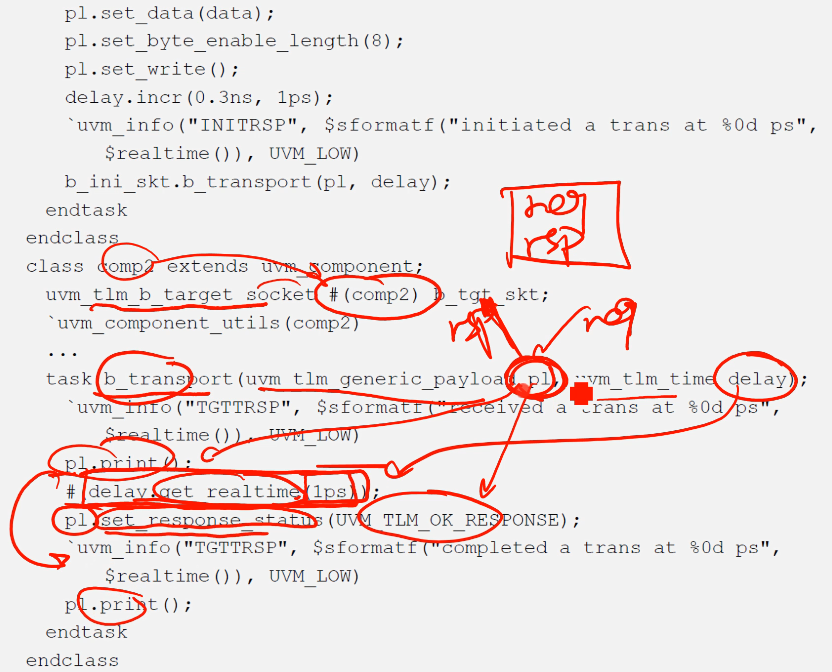 pl.set_data(data);
pl.set_byte_enable_length(8);
pl.set_write();
delay.incr(0.3ns, 1ps);
`uvm_info("INITRSP", $sformatf("initiated a trans at %0d ps",
$realtime()), UVM_LOW)
b_ini_skt.b_transport(pl, delay);
endtask
endclass
req
rsp
class comp2 extends uvm_component;
uvm_tlm_b_target_socket #(comp2) b_tgt_skt;
`uvm_component_utils(comp2)
rsp req
...
task b_transport(uvm_tlm_generic_payload pl, uvm_tlm_time delay);
`uvm_info("TGTTRSP", $sformatf("received a trans at %0d ps",
$realtime()), UVM_LOW)
pl.print();
# delay.get_realtime(1ps));
pl.set_response_status(UVM_TLM_OK_RESPONSE);
`uvm_info("TGTTRSP", $sformatf("completed a trans at %0d ps",
$realtime()), UVM_LOW)
pl.print();
endtask
endclass